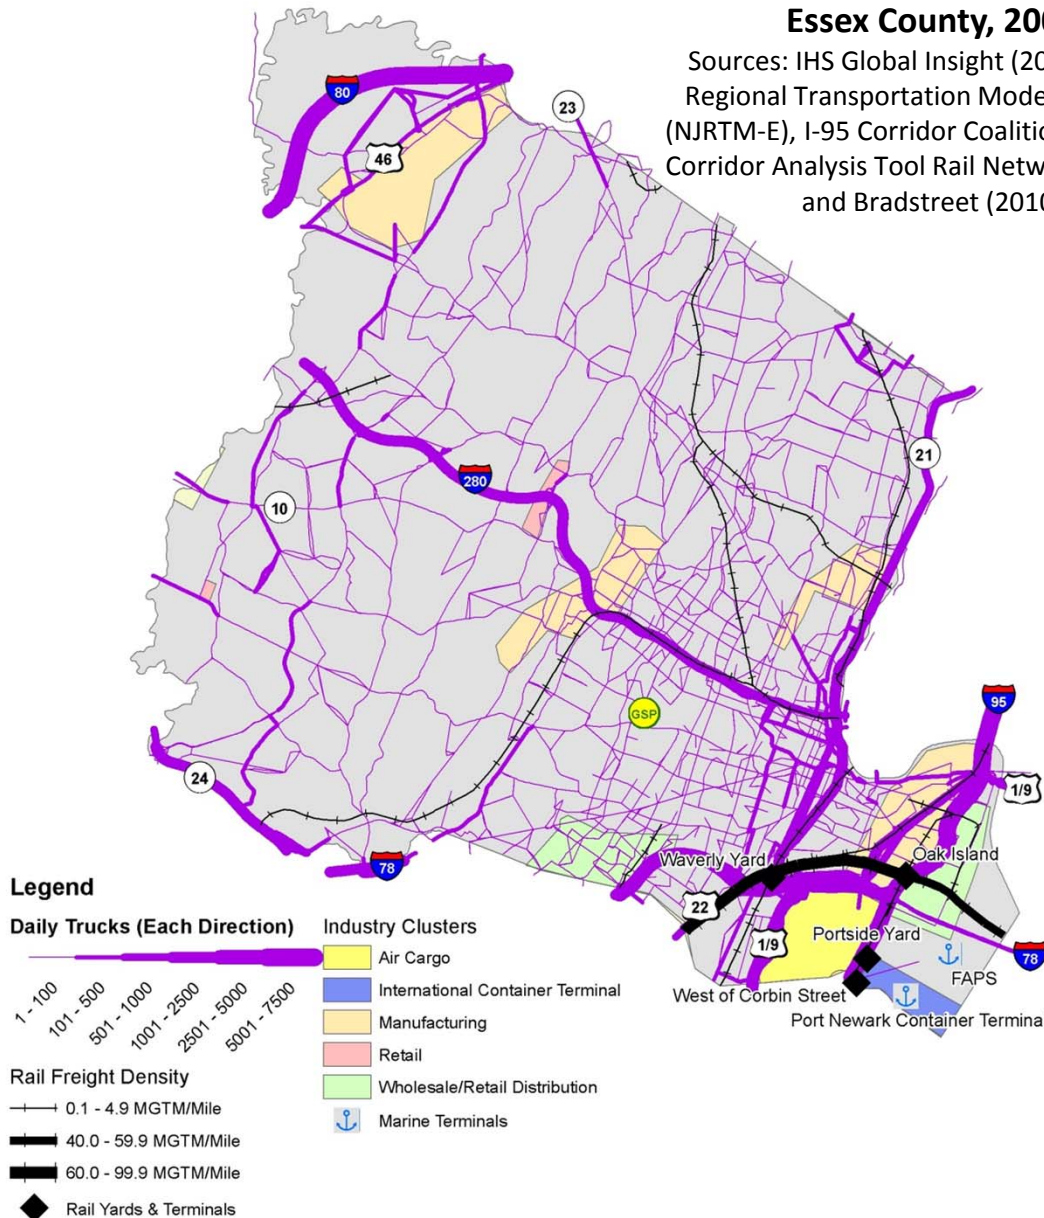 Essex County, 200
Sources: IHS Global Insight (20
Regional Transportation Mode
(NJRTM-E), I-95 Corridor Coalitio
Corridor Analysis Tool Rail Netw
and Bradstreet (2010
80
23
46
21
280
10
GSP
95
24
1/9
78
Waverly Yard
Oak Island
22
Portside Yard
1/9
78
FAPS
West of Corbin Street
Port Newark Container Terminal
Legend
Daily Trucks (Each Direction)
1 - 100
101 - 500
501 - 1000
1001 - 2500
2501 - 5000
5001 - 7500
Rail Freight Density
0.1 - 4.9 MGTM/Mile
40.0 - 59.9 MGTM/Mile
60.0 - 99.9 MGTM/Mile
Rail Yards & Terminals
Industry Clusters
Air Cargo
International Container Terminal
Manufacturing
Retail
Wholesale/Retail Distribution
Marine Terminals